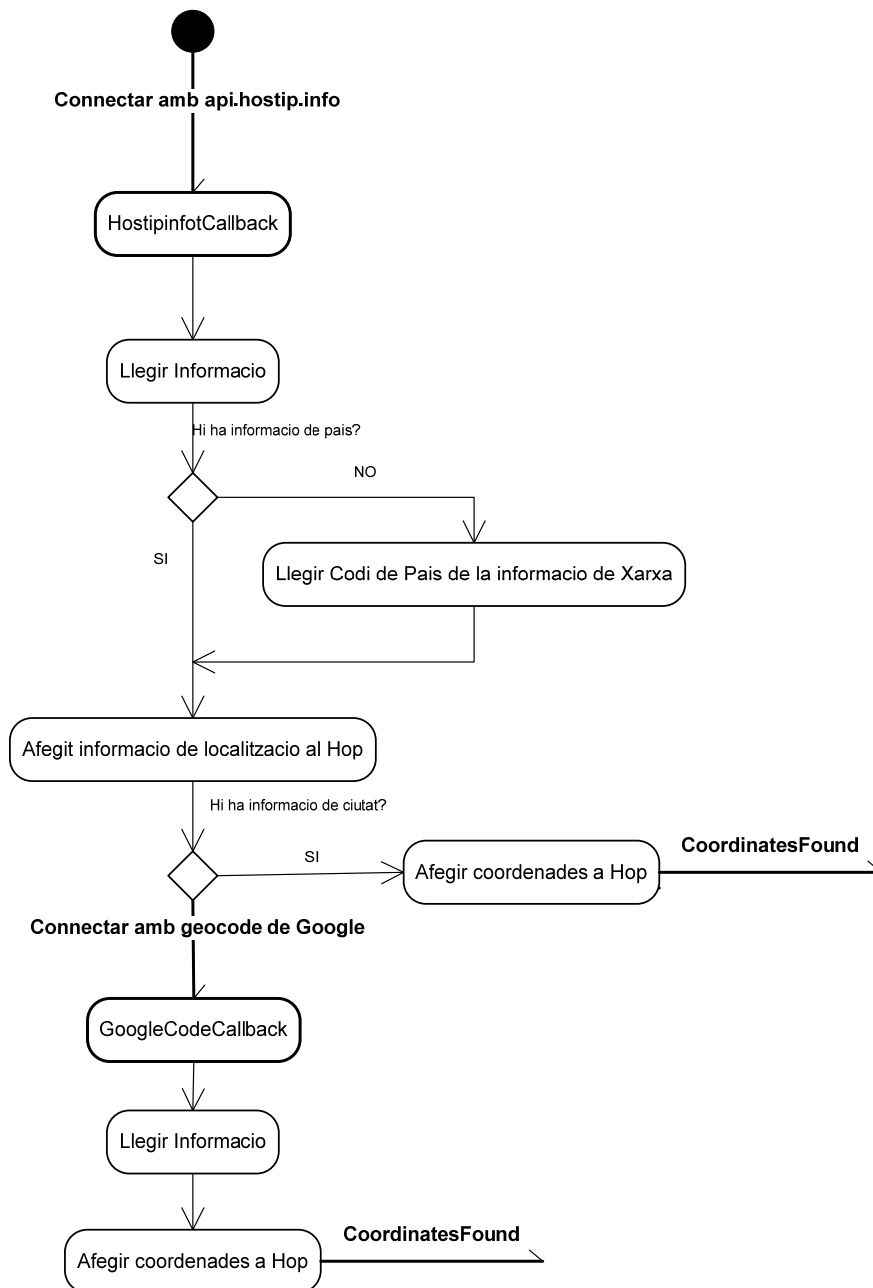 Connectar amb api.hostip.info
HostipinfotCallback
Llegir Informacio
Hi ha informacio de pais?
NO
SI
Llegir Codi de Pais de la informacio de Xarxa
Afegit informacio de localitzacio al Hop
Hi ha informacio de ciutat?
SI
Afegir coordenades a Hop
CoordinatesFound
Connectar amb geocode de Google
GoogleCodeCallback
Llegir Informacio
Afegir coordenades a Hop
CoordinatesFound